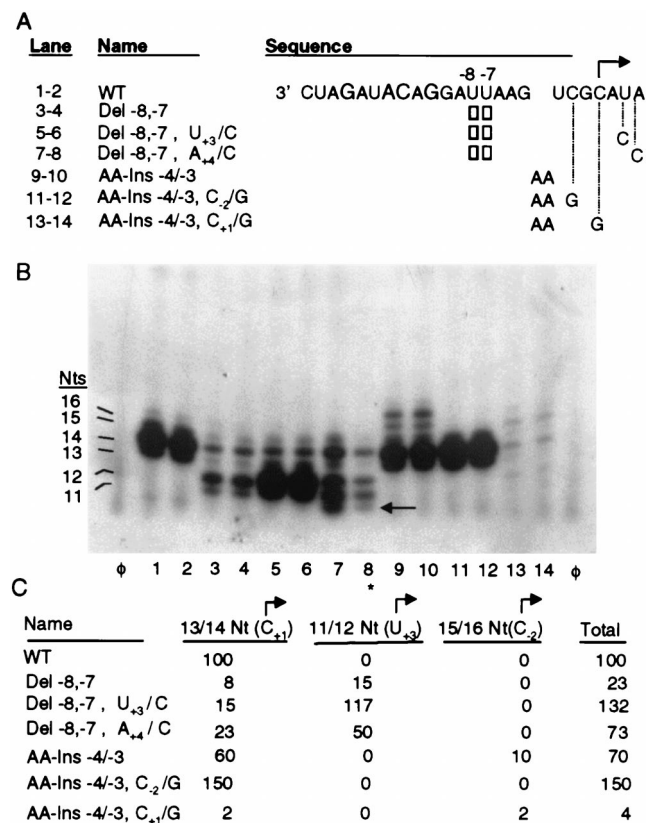 A
Lane Name Sequence
-8 -7
1-2 WT 3' CUAGAUACAGGAUUAAG UCGCAUA
3-4 Del -8,-7
5-6 Del -8,-7 , U+3/C C
7-8 Del -8,-7 , A+4/C C
9-10 AA-Ins -4/-3 AA
11-12 AA-Ins -4/-3, C-2/G AA G
13-14 AA-Ins -4/-3, C+1/G AA G
B
Nts
16
15
14
13
12
11
ф 1 2 3 4 5 6 7 8 9 10 11 12 13 14 ф
*
C
Name 13/14 Nt (C+1) 11/12 Nt (U+3) 15/16 Nt(C-2) Total
WT 100 0 0 100
Del -8,-7 8 15 0 23
Del -8,-7 , U+3/C 15 117 0 132
Del -8,-7 , A+4/C 23 50 0 73
AA-Ins -4/-3 60 0 10 70
AA-Ins -4/-3, C-2/G 150 0 0 150
AA-Ins -4/-3, C+1/G 2 0 2 4